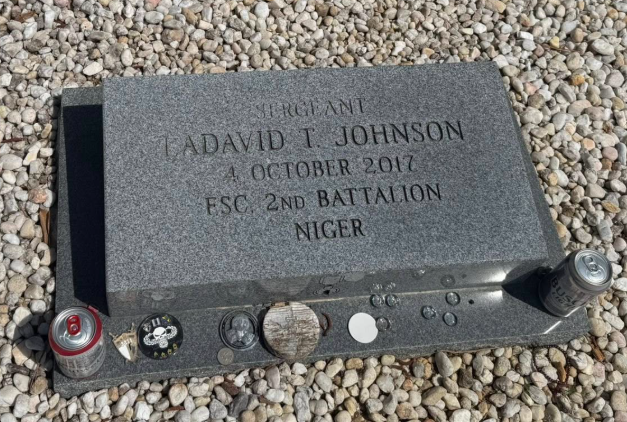 SERGEANT
LADAVID T. JOHNSON
4 OCTOBER 2017
FSC, 2ND BATTALION
NIGER